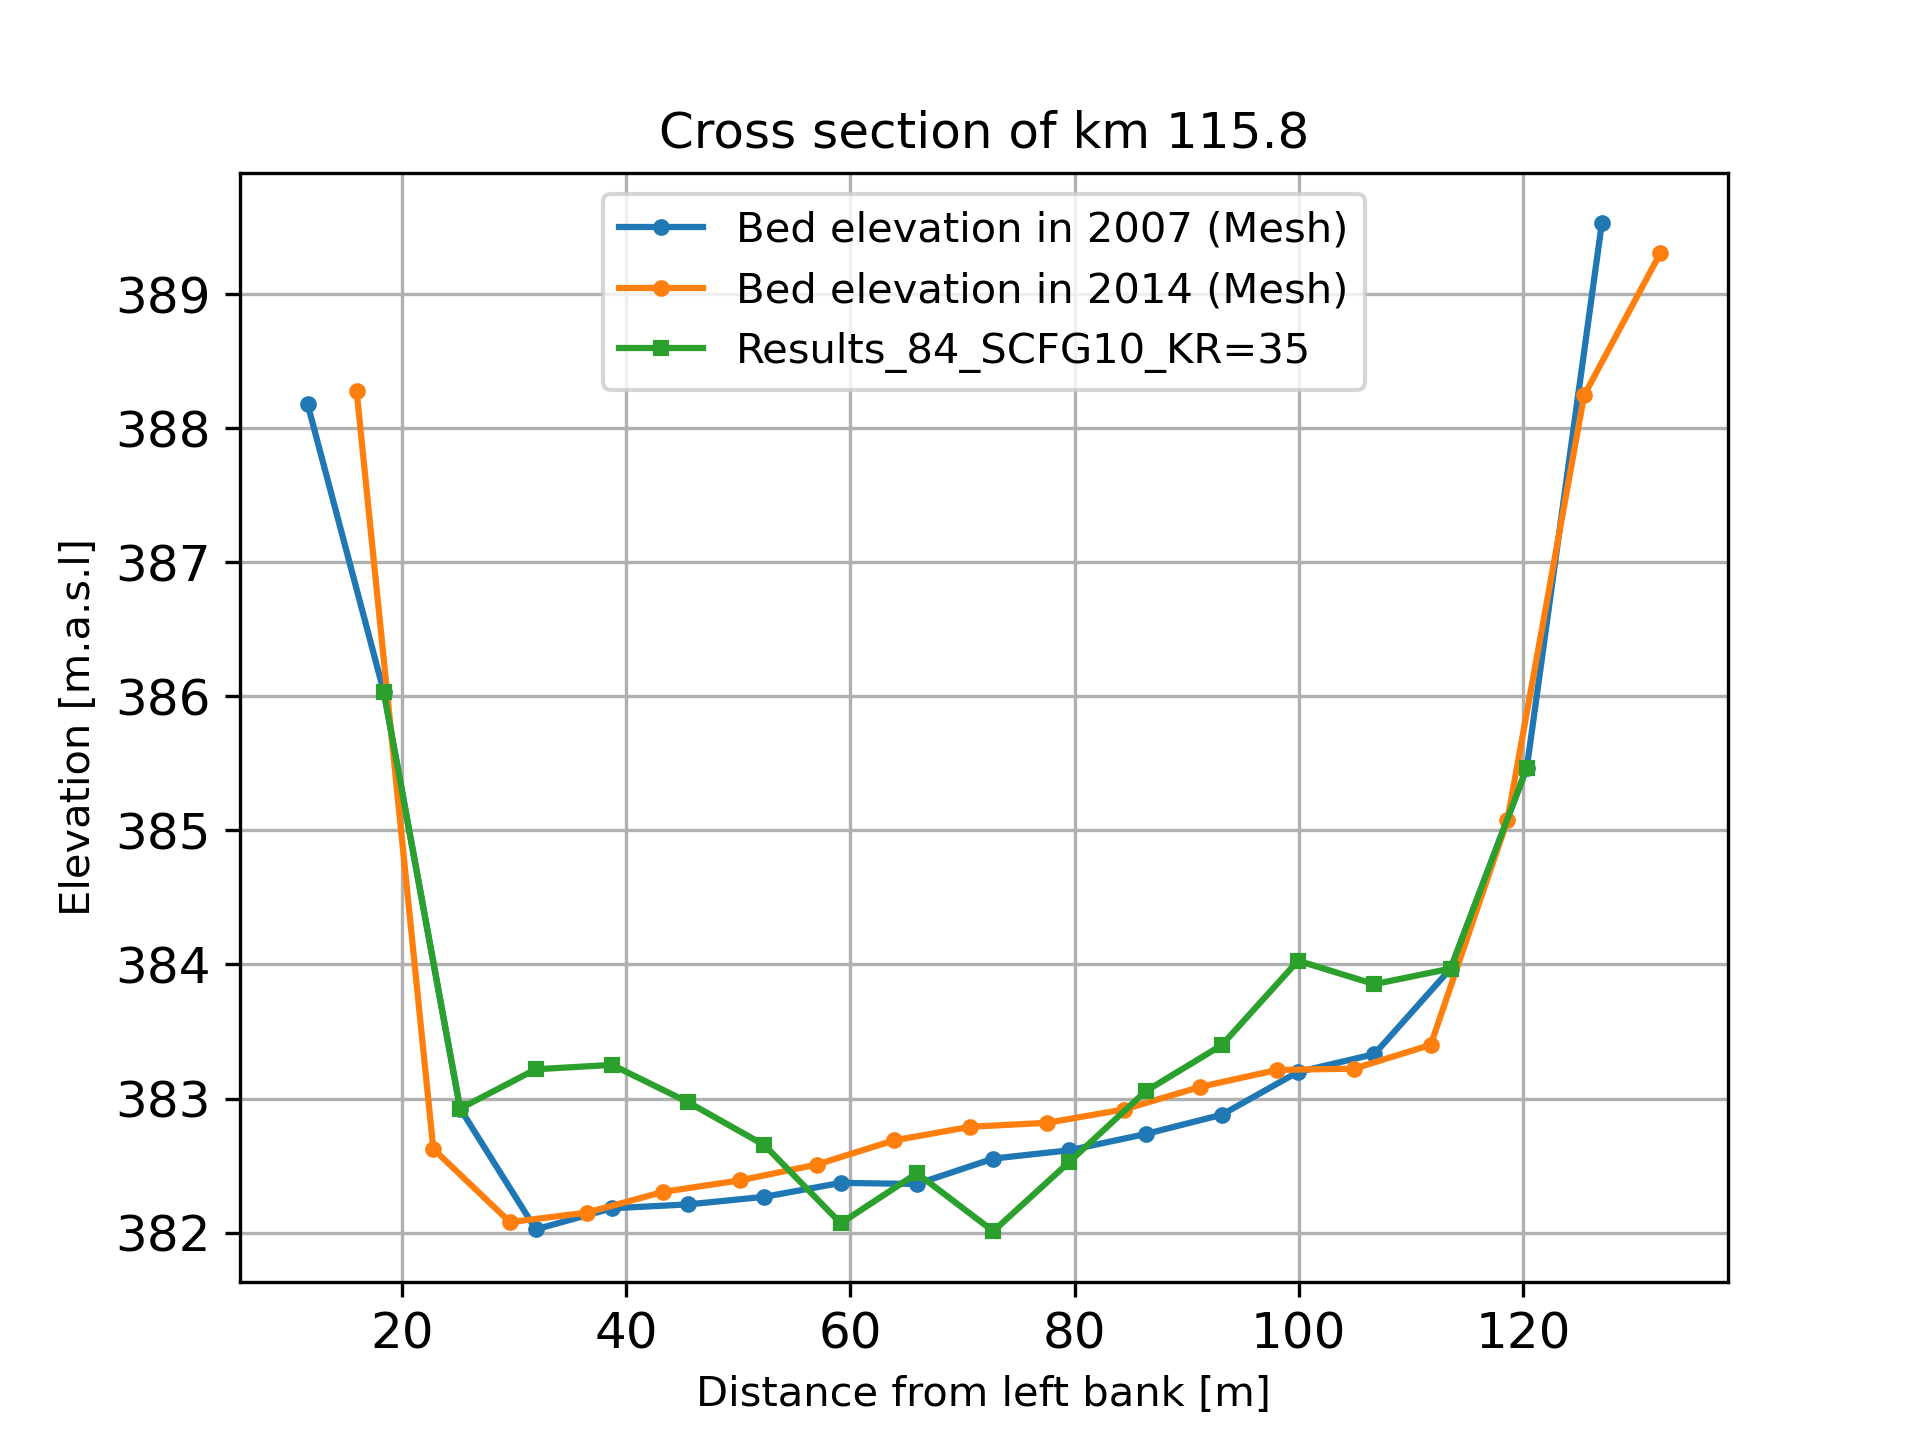 Cross section of km 115.8
Bed elevation in 2007 (Mesh)
Bed elevation in 2014 (Mesh)
Results_84_SCFG10_KR=35
Elevation [m.a.s.l]
389
388
387
386
385
384
383
382
20 40 60 80 100 120
Distance from left bank [m]